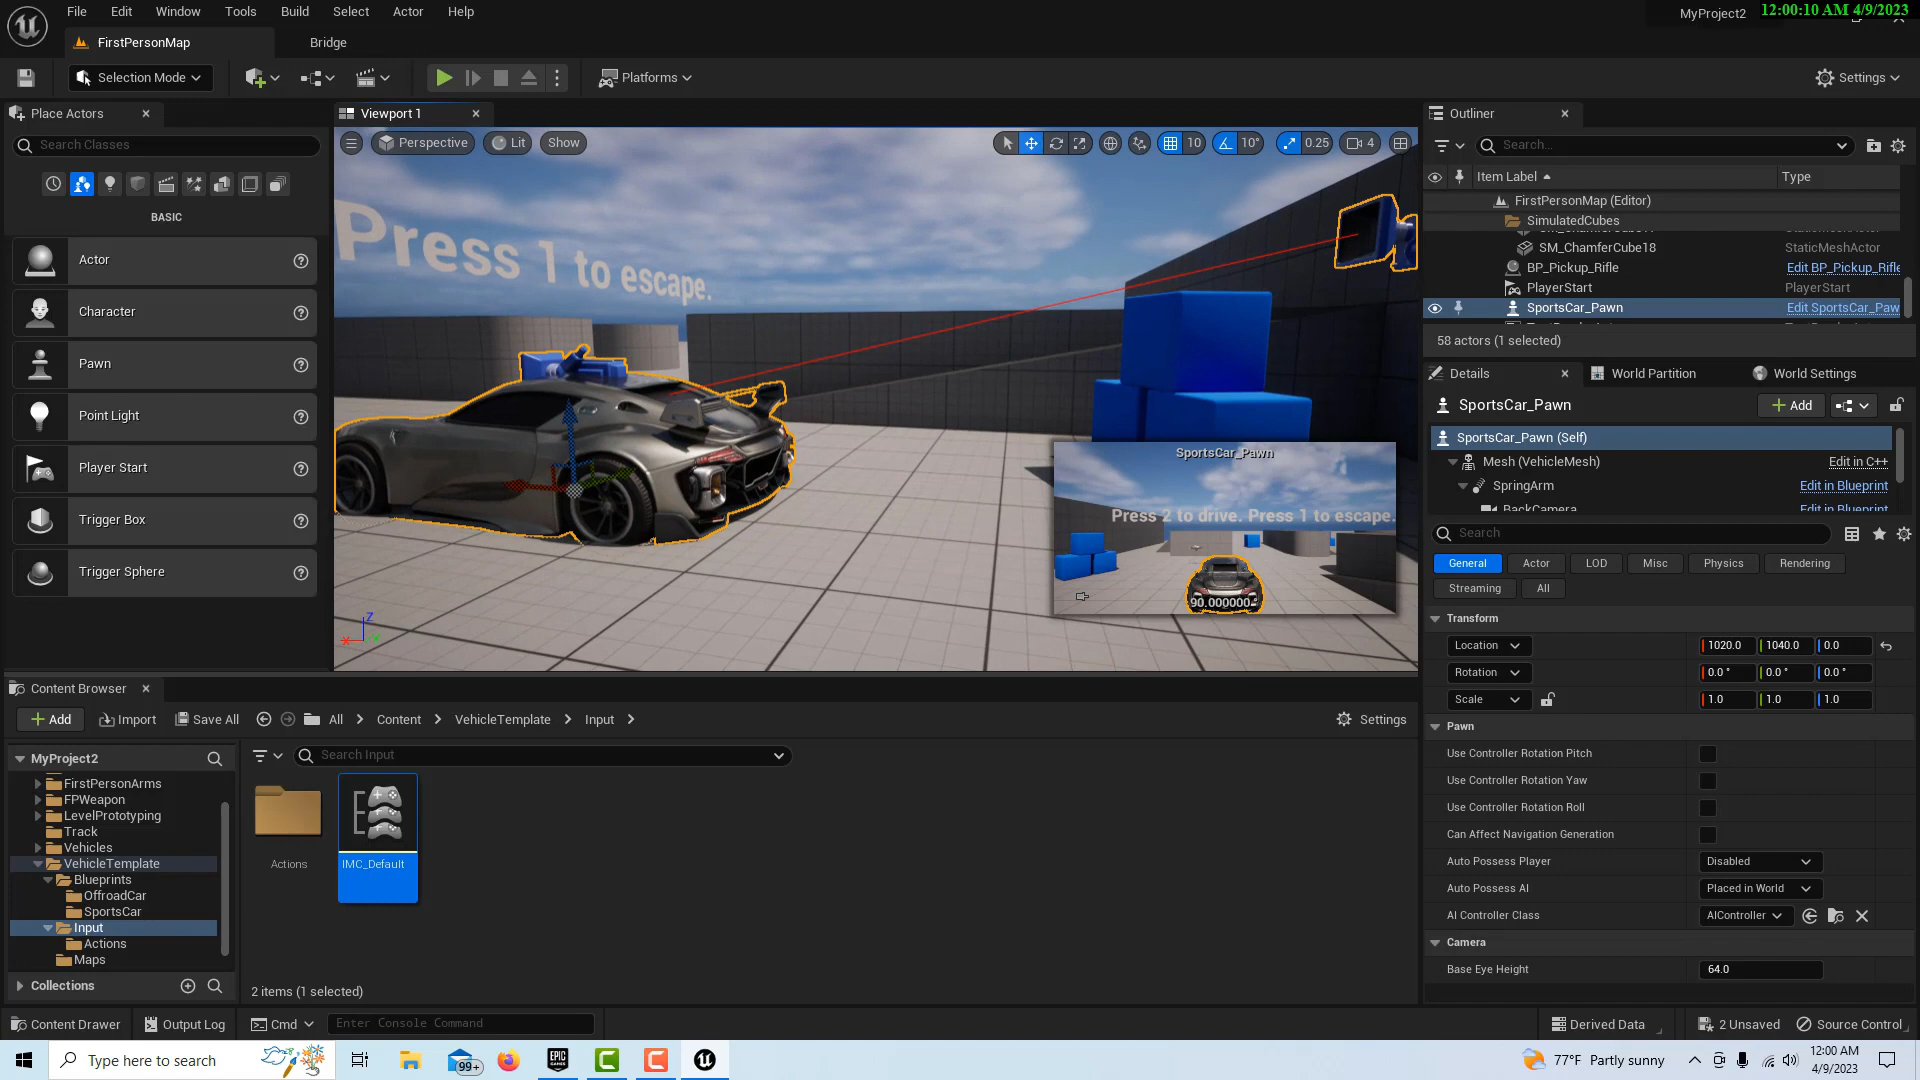 File Edit Window Tools Build Select Actor Help
MyProject2
12:00:10 AM 4/9/2023
FirstPersonMap
Bridge
Selection Mode
Platforms
Settings
Place Actors
Search Classes
BASIC
Actor
Character
Pawn
Point Light
Player Start
Trigger Box
Trigger Sphere
Viewport 1
Perspective
Lit
Show
10
10°
0.25
4
Press 1 to escape.
SportsCar_Pawn
Press 2 to drive. Press 1 to escape.
90.000000
Z
Outliner
Search...
Item Label
Type
FirstPersonMap (Editor)
SimulatedCubes
SM_ChamferCube18
StaticMeshActor
BP_Pickup_Rifle
Edit BP_Pickup_Rifle
PlayerStart
PlayerStart
SportsCar_Pawn
Edit SportsCar_Paw
58 actors (1 selected)
Details
World Partition
World Settings
SportsCar_Pawn
Add
SportsCar_Pawn (Self)
Mesh (VehicleMesh)
Edit in C++
SpringArm
Edit in Blueprint
BackCamera
Edit in Blueprint
Search
General
Actor
LOD
Misc
Physics
Rendering
Streaming
All
Transform
Location
1020.0
1040.0
0.0
Rotation
0.0 °
0.0 °
0.0 °
Scale
1.0
1.0
1.0
Pawn
Use Controller Rotation Pitch
Use Controller Rotation Yaw
Use Controller Rotation Roll
Can Affect Navigation Generation
Auto Possess Player
Disabled
Auto Possess AI
Placed in World
AI Controller Class
AIController
Camera
Base Eye Height
64.0
Content Browser
Add
Import
Save All
All
Content
VehicleTemplate
Input
Settings
MyProject2
FirstPersonArms
FPWeapon
LevelPrototyping
Track
Vehicles
VehicleTemplate
Blueprints
OffroadCar
SportsCar
Input
Actions
Maps
Collections
Search Input
Actions
IMC_Default
2 items (1 selected)
Content Drawer
Output Log
Cmd
Enter Console Command
Derived Data
2 Unsaved
Source Control
Type here to search
99+
EPIC
GAMES
77°F Partly sunny
12:00 AM
4/9/2023